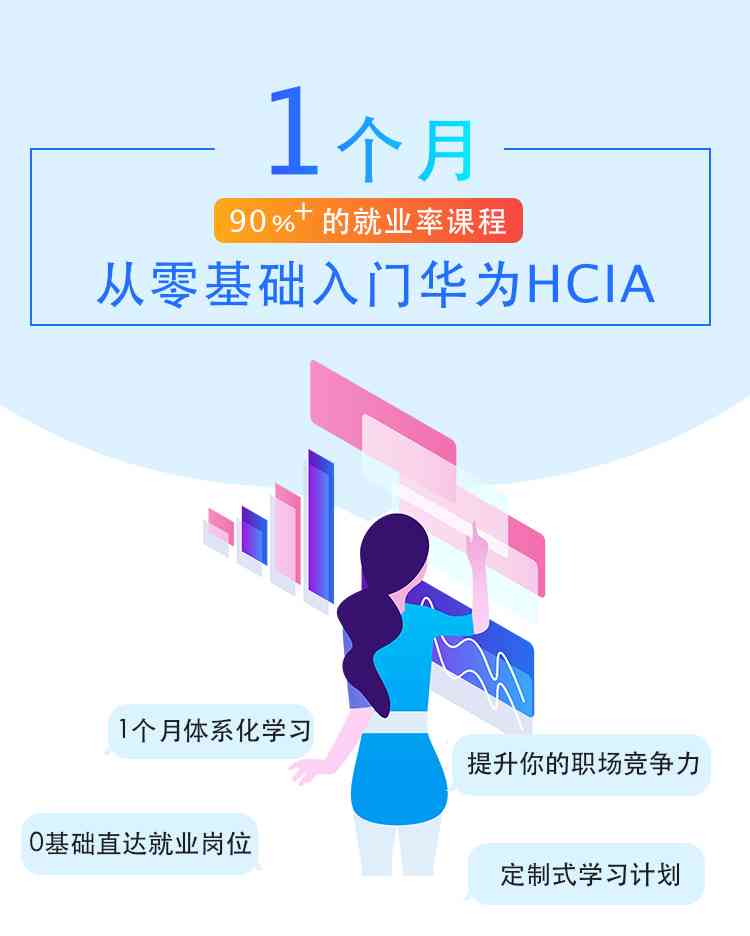 1个月
90%+的就业率课程
从零基础入门华为HCIA
1个月体系化学习
提升你的职场竞争力
0基础直达就业岗位
定制式学习计划